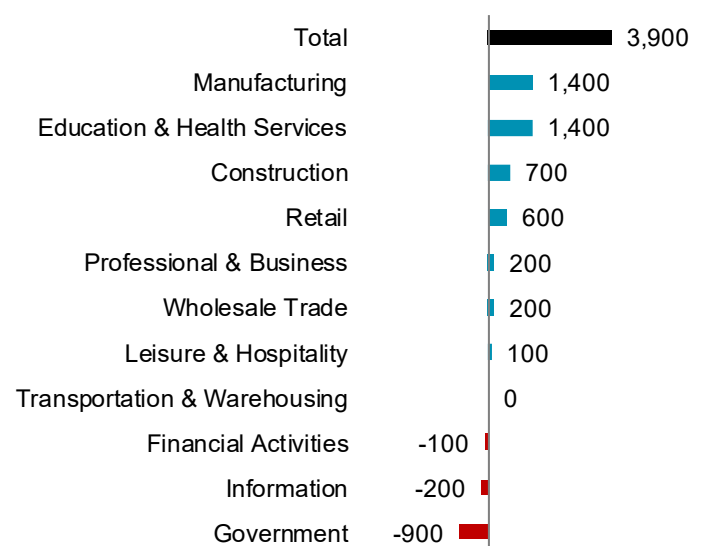 Total 3,900
Manufacturing 1,400
Education & Health Services 1,400
Construction 700
Retail 600
Professional & Business 200
Wholesale Trade 200
Leisure & Hospitality 100
Transportation & Warehousing 0
Financial Activities -100
Information -200
Government -900